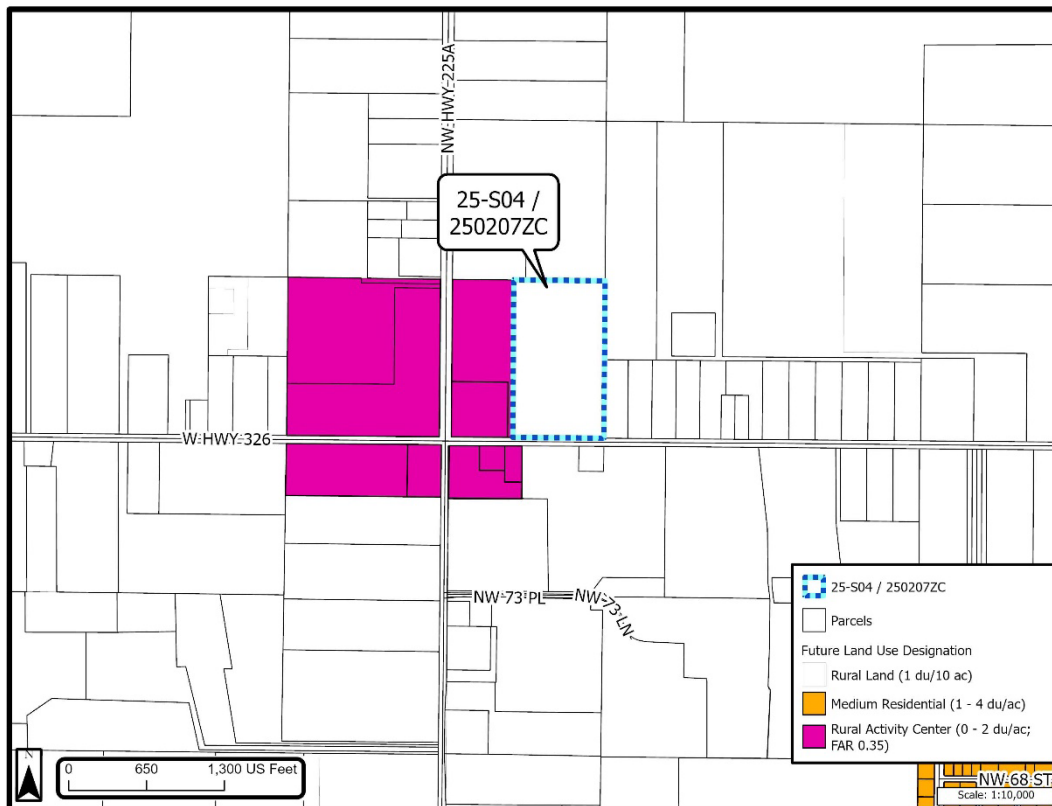 NW HWY 225A
25-S04 /
250207ZC
W HWY 326
NW 73 PL
NW 73 LN
25-S04 / 250207ZC
Parcels
Future Land Use Designation
Rural Land (1 du/10 ac)
Medium Residential (1 - 4 du/ac)
Rural Activity Center (0 - 2 du/ac;
FAR 0.35)
N
0 650 1,300 US Feet
NW 68 ST
Scale: 1:10,000